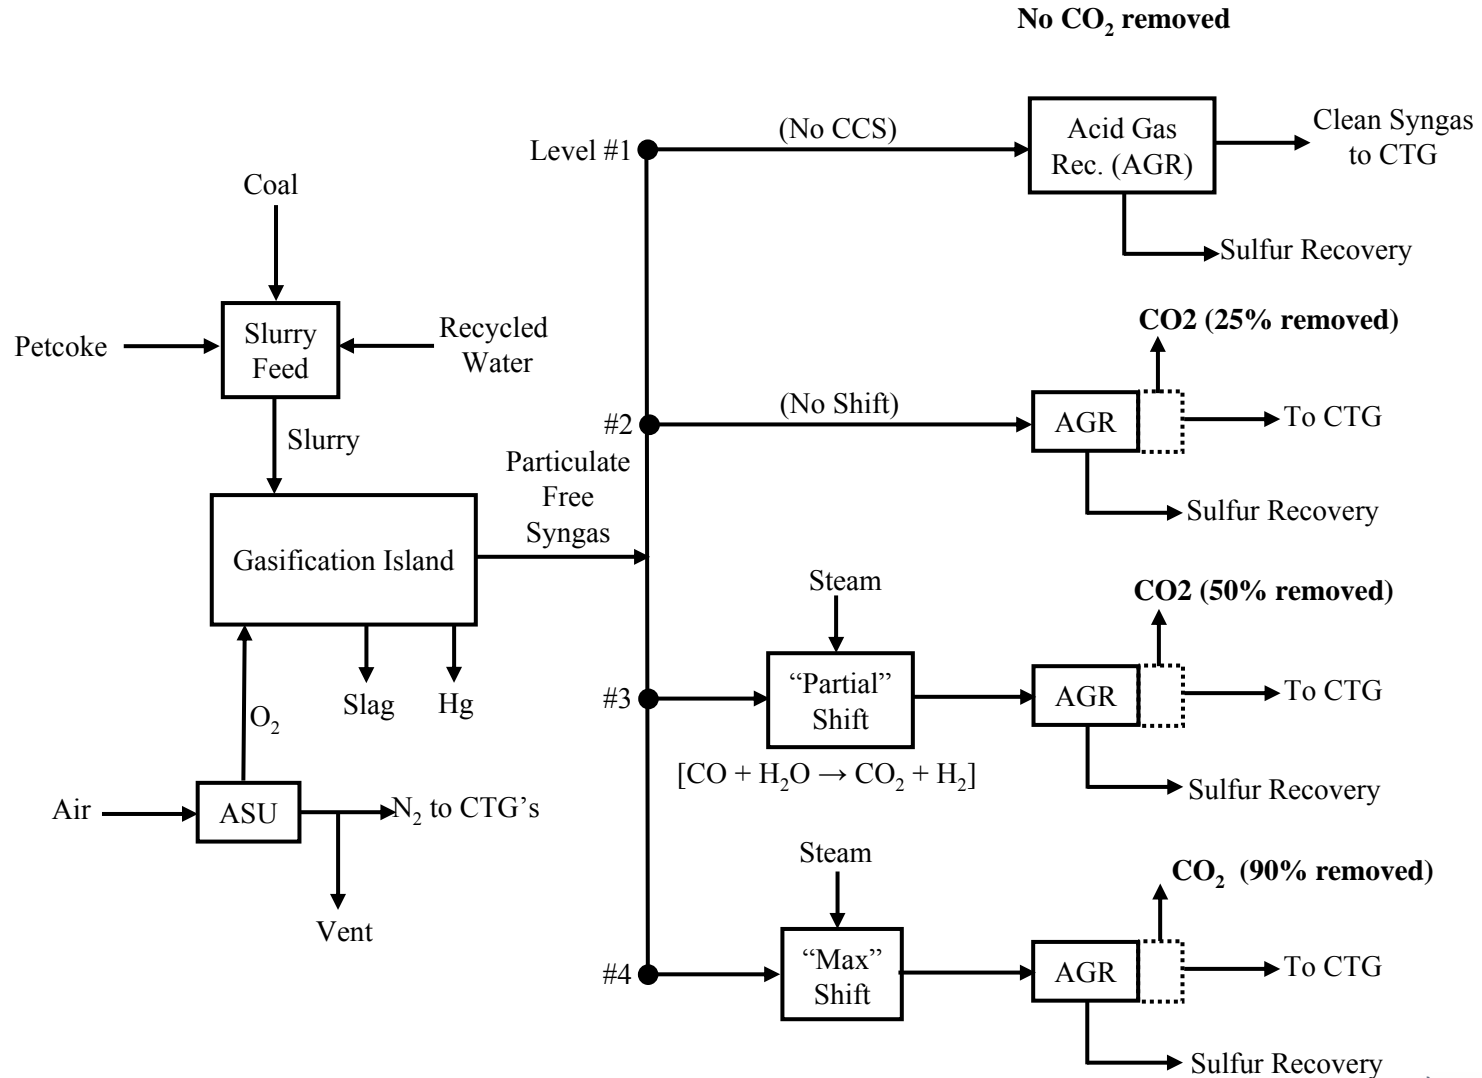 No CO₂ removed
Level #1
(No CCS)
Acid Gas
Rec. (AGR)
Clean Syngas
to CTG
Sulfur Recovery
Coal
Petcoke
Slurry
Feed
Recycled
Water
Slurry
Gasification Island
Particulate
Free
Syngas
O₂
Slag
Hg
Air
ASU
N₂ to CTG’s
Vent
#2
(No Shift)
AGR
CO2 (25% removed)
To CTG
Sulfur Recovery
#3
Steam
“Partial”
Shift
[CO + H₂O → CO₂ + H₂]
AGR
CO2 (50% removed)
To CTG
Sulfur Recovery
#4
Steam
“Max”
Shift
AGR
CO₂ (90% removed)
To CTG
Sulfur Recovery